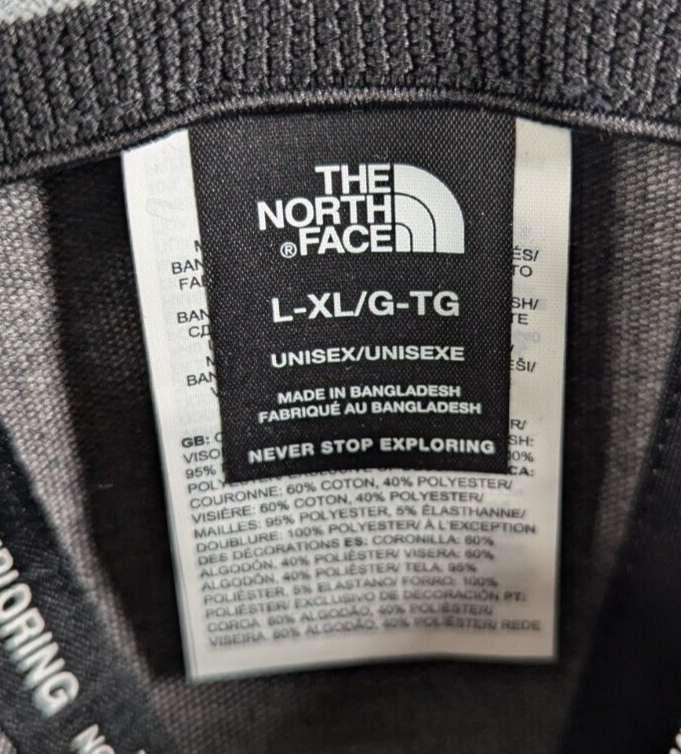 THE
NORTH
® FACE
L-XL/G-TG
UNISEX/UNISEXE
MADE IN BANGLADESH
FABRIQUÉ AU BANGLADESH
NEVER STOP EXPLORING
GB:
95%
CA:
COURONNE: 60% COTON, 40% POLYESTER/
VISIÈRE: 60% COTON, 40% POLYESTER/
MAILLES: 95% POLYESTER, 5% ÉLASTHANNE/
DOUBLURE: 100% POLYESTER/ À L'EXCEPTION
DES DÉCORATIONS ES: CORONILLA: 60%
ALGODÓN, 40% POLIÉSTER/ VISERA: 60%
ALGODÓN, 40% POLIÉSTER/ TELA: 95%
POLIÉSTER, 5% ELASTANO/ FORRO: 100%
POLIÉSTER/ EXCLUSIVO DE DECORACIÓN PT:
COROA: 60% ALGODÃO, 40% POLIÉSTER/
VISEIRA: 60% ALGODÃO, 40% POLIÉSTER/ REDE
PLORING